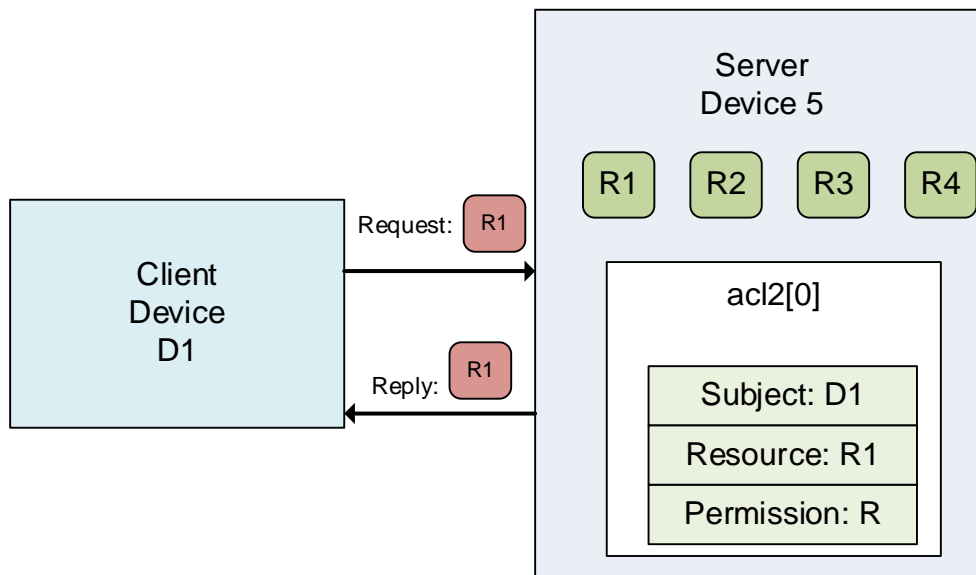 Server
Device 5
R1 R2 R3 R4
Request: R1
Client
Device
D1
Reply: R1
acl2[0]
Subject: D1
Resource: R1
Permission: R